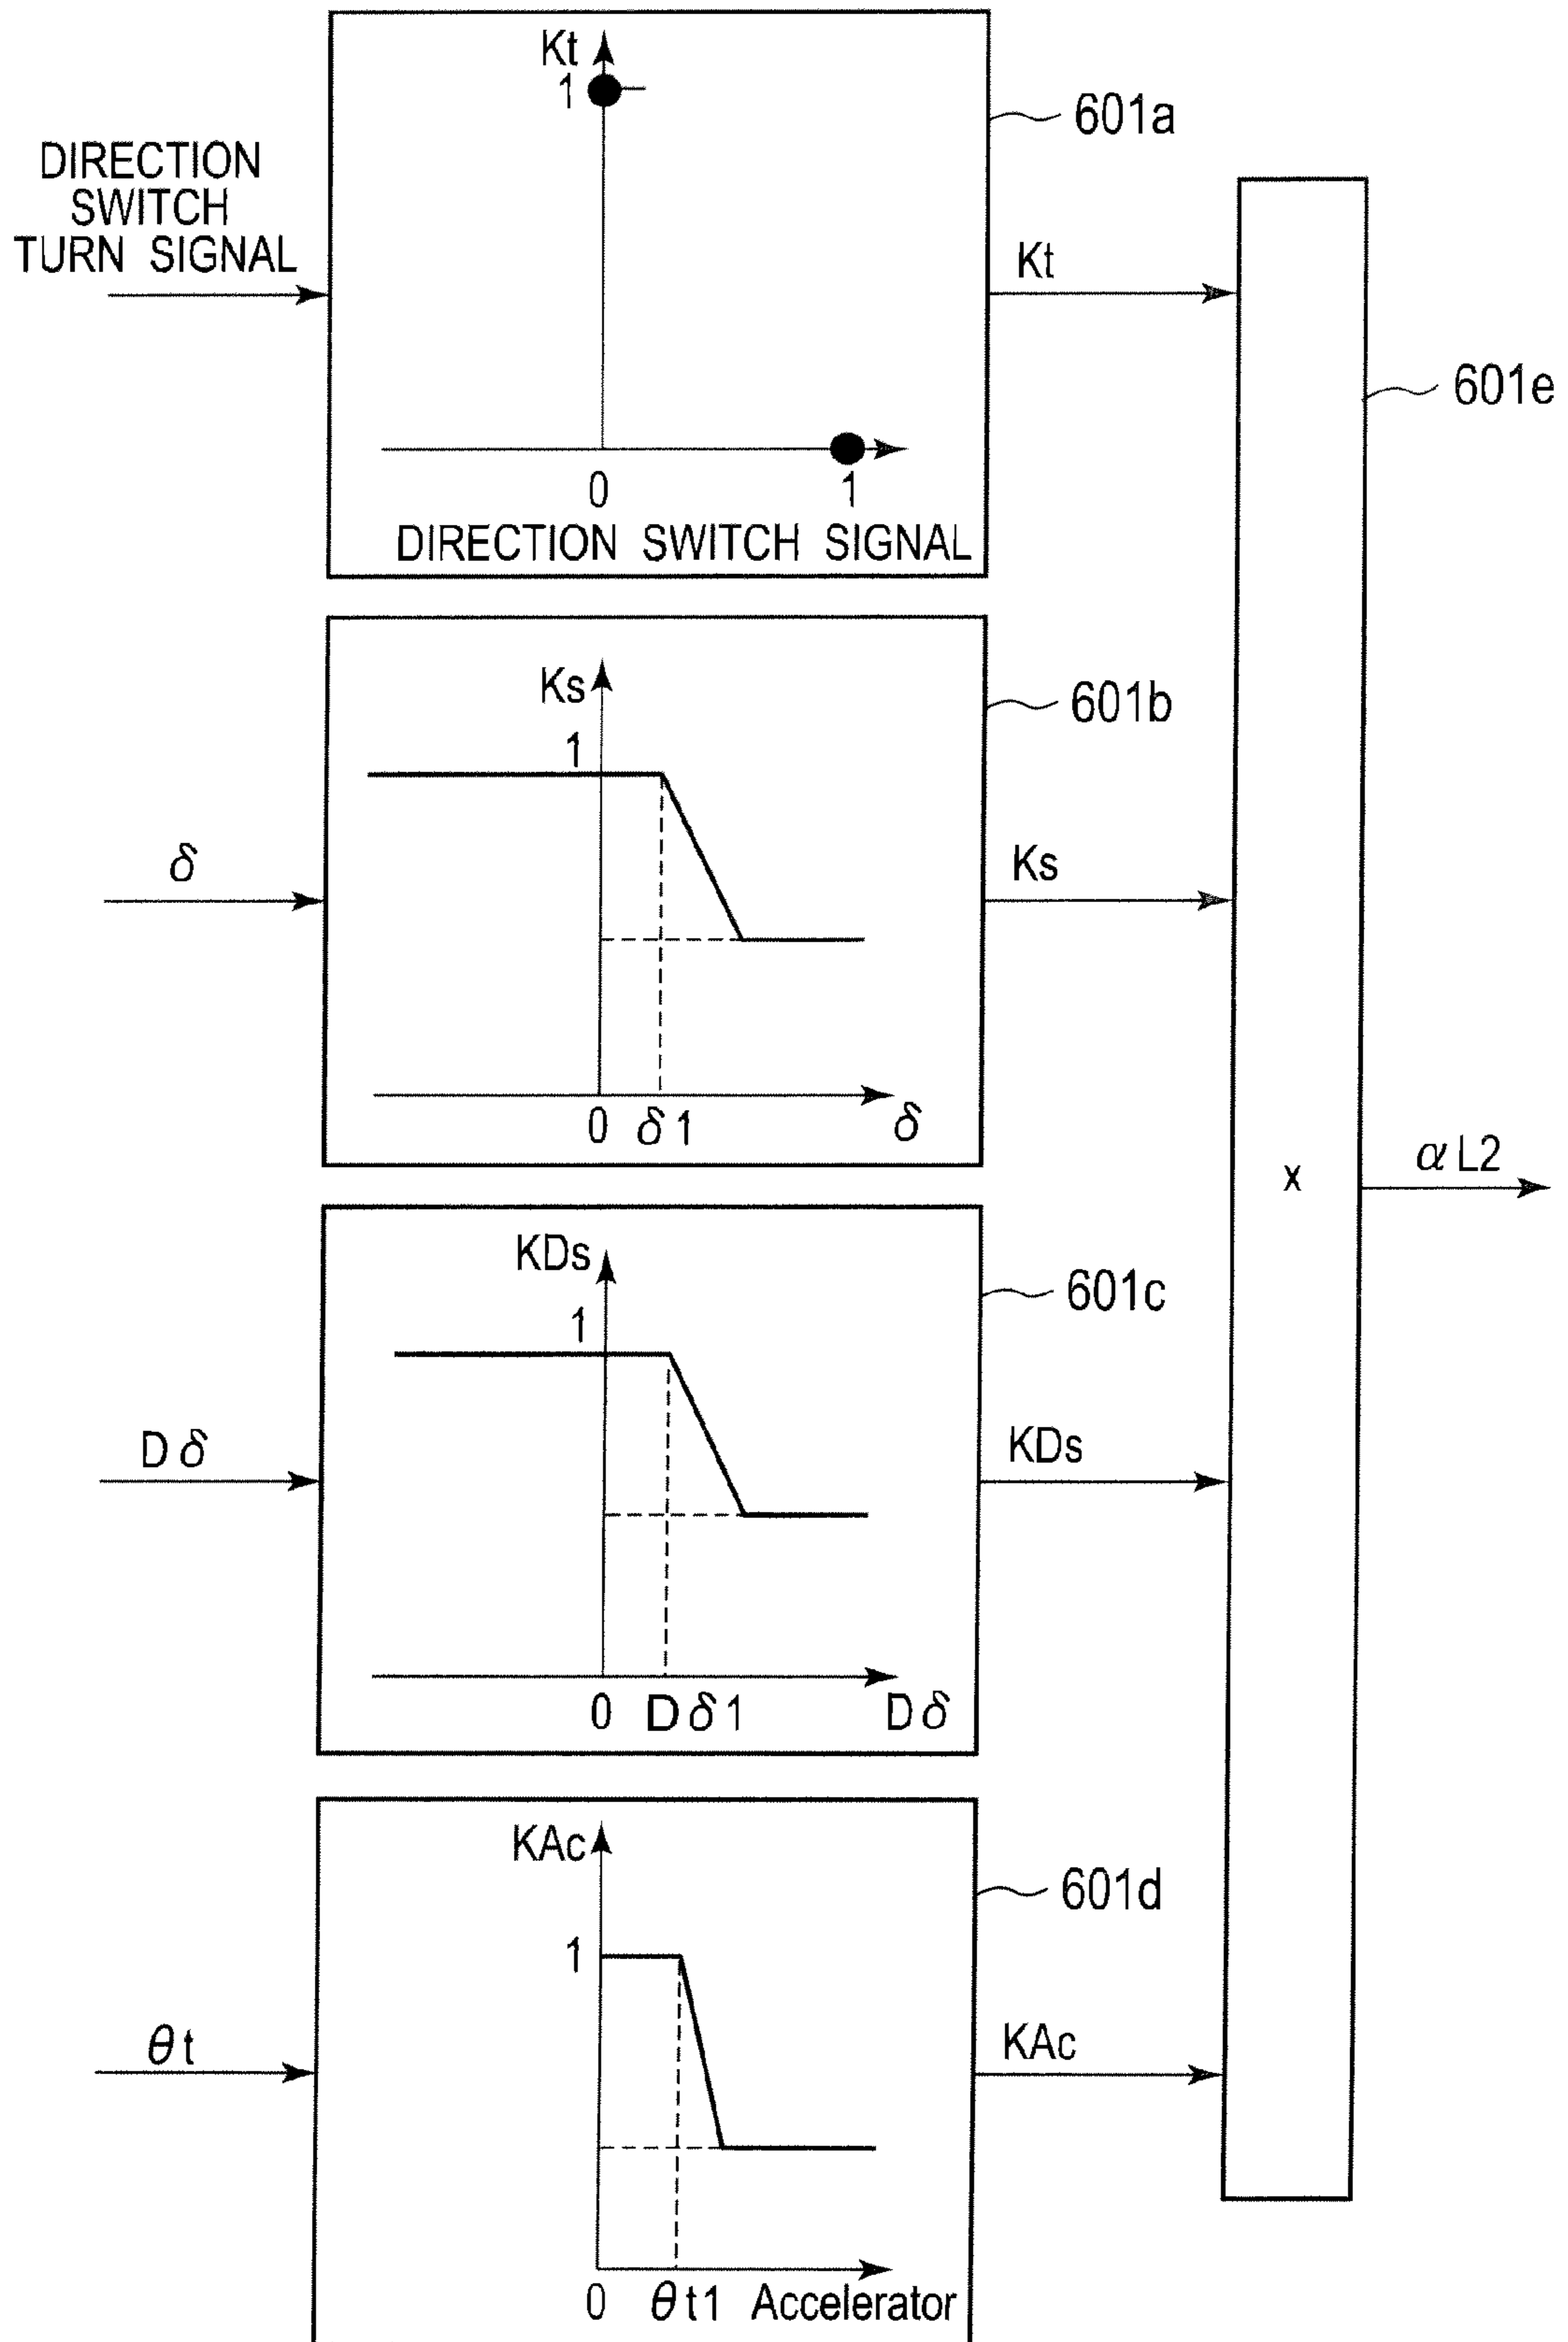 Kt
1
601a
DIRECTION
SWITCH
TURN SIGNAL
Kt
601e
0 1
DIRECTION SWITCH SIGNAL
Ks
1
601b
δ
Ks
0 δ1 δ
x
αL2
KDs
1
601c
Dδ
KDs
0 Dδ1 Dδ
KAc
1
601d
θt
KAc
0 θt1 Accelerator